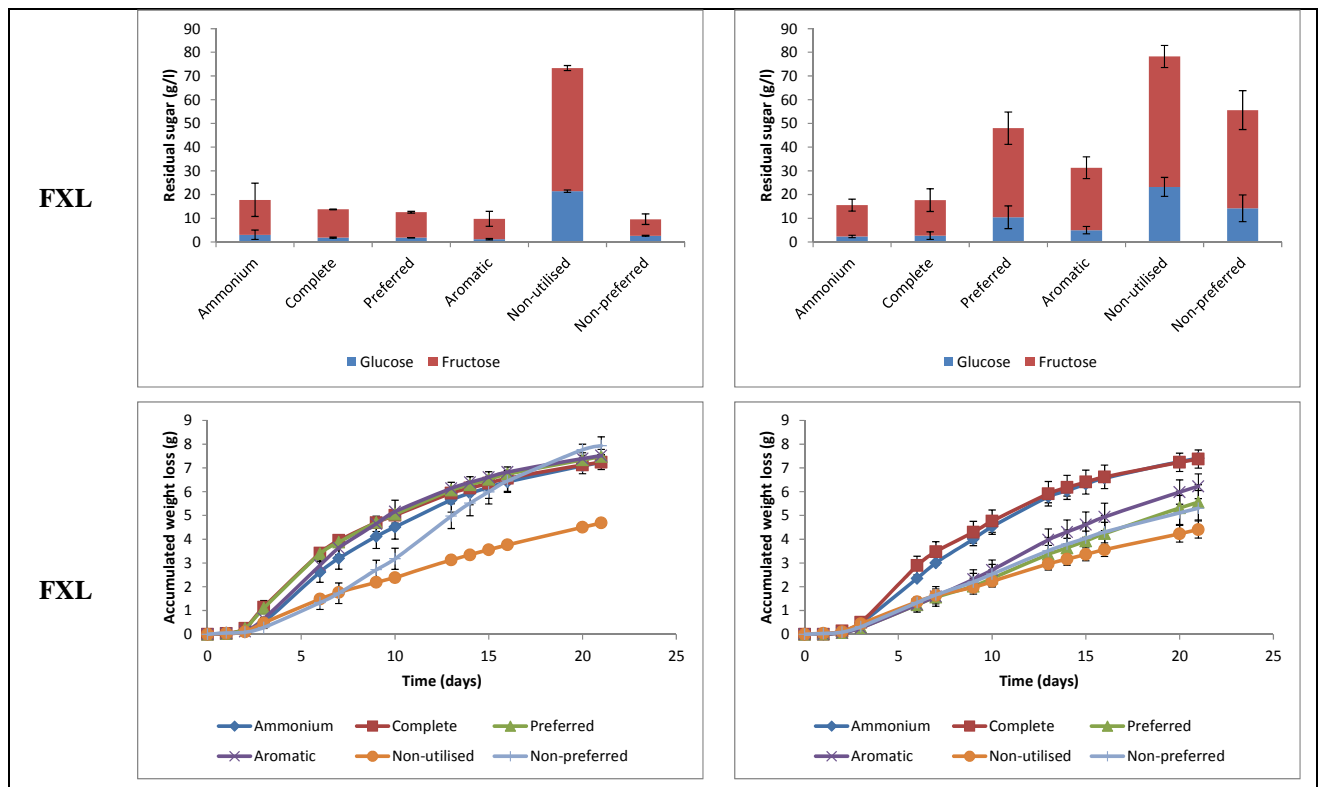 FXL
Residual sugar (g/l)
90
80
70
60
50
40
30
20
10
0
Ammonium
Complete
Preferred
Aromatic
Non-utilised
Non-preferred
Glucose Fructose
Residual sugar (g/l)
90
80
70
60
50
40
30
20
10
0
Ammonium
Complete
Preferred
Aromatic
Non-utilised
Non-preferred
Glucose Fructose
FXL
Accumulated weight loss (g)
9
8
7
6
5
4
3
2
1
0
0 5 10 15 20 25
Time (days)
Ammonium Complete Preferred
Aromatic Non-utilised Non-preferred
Accumulated weight loss (g)
9
8
7
6
5
4
3
2
1
0
0 5 10 15 20 25
Time (days)
Ammonium Complete Preferred
Aromatic Non-utilised Non-preferred